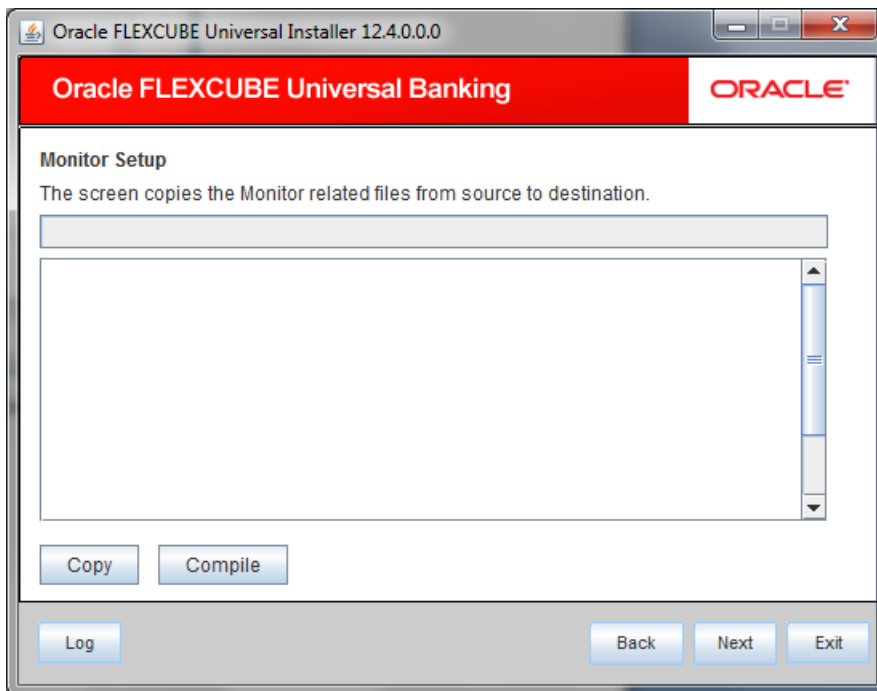 Oracle FLEXCUBE Universal Installer 12.4.0.0.0
Oracle FLEXCUBE Universal Banking
ORACLE
Monitor Setup
The screen copies the Monitor related files from source to destination.
Copy Compile
Log Back Next Exit